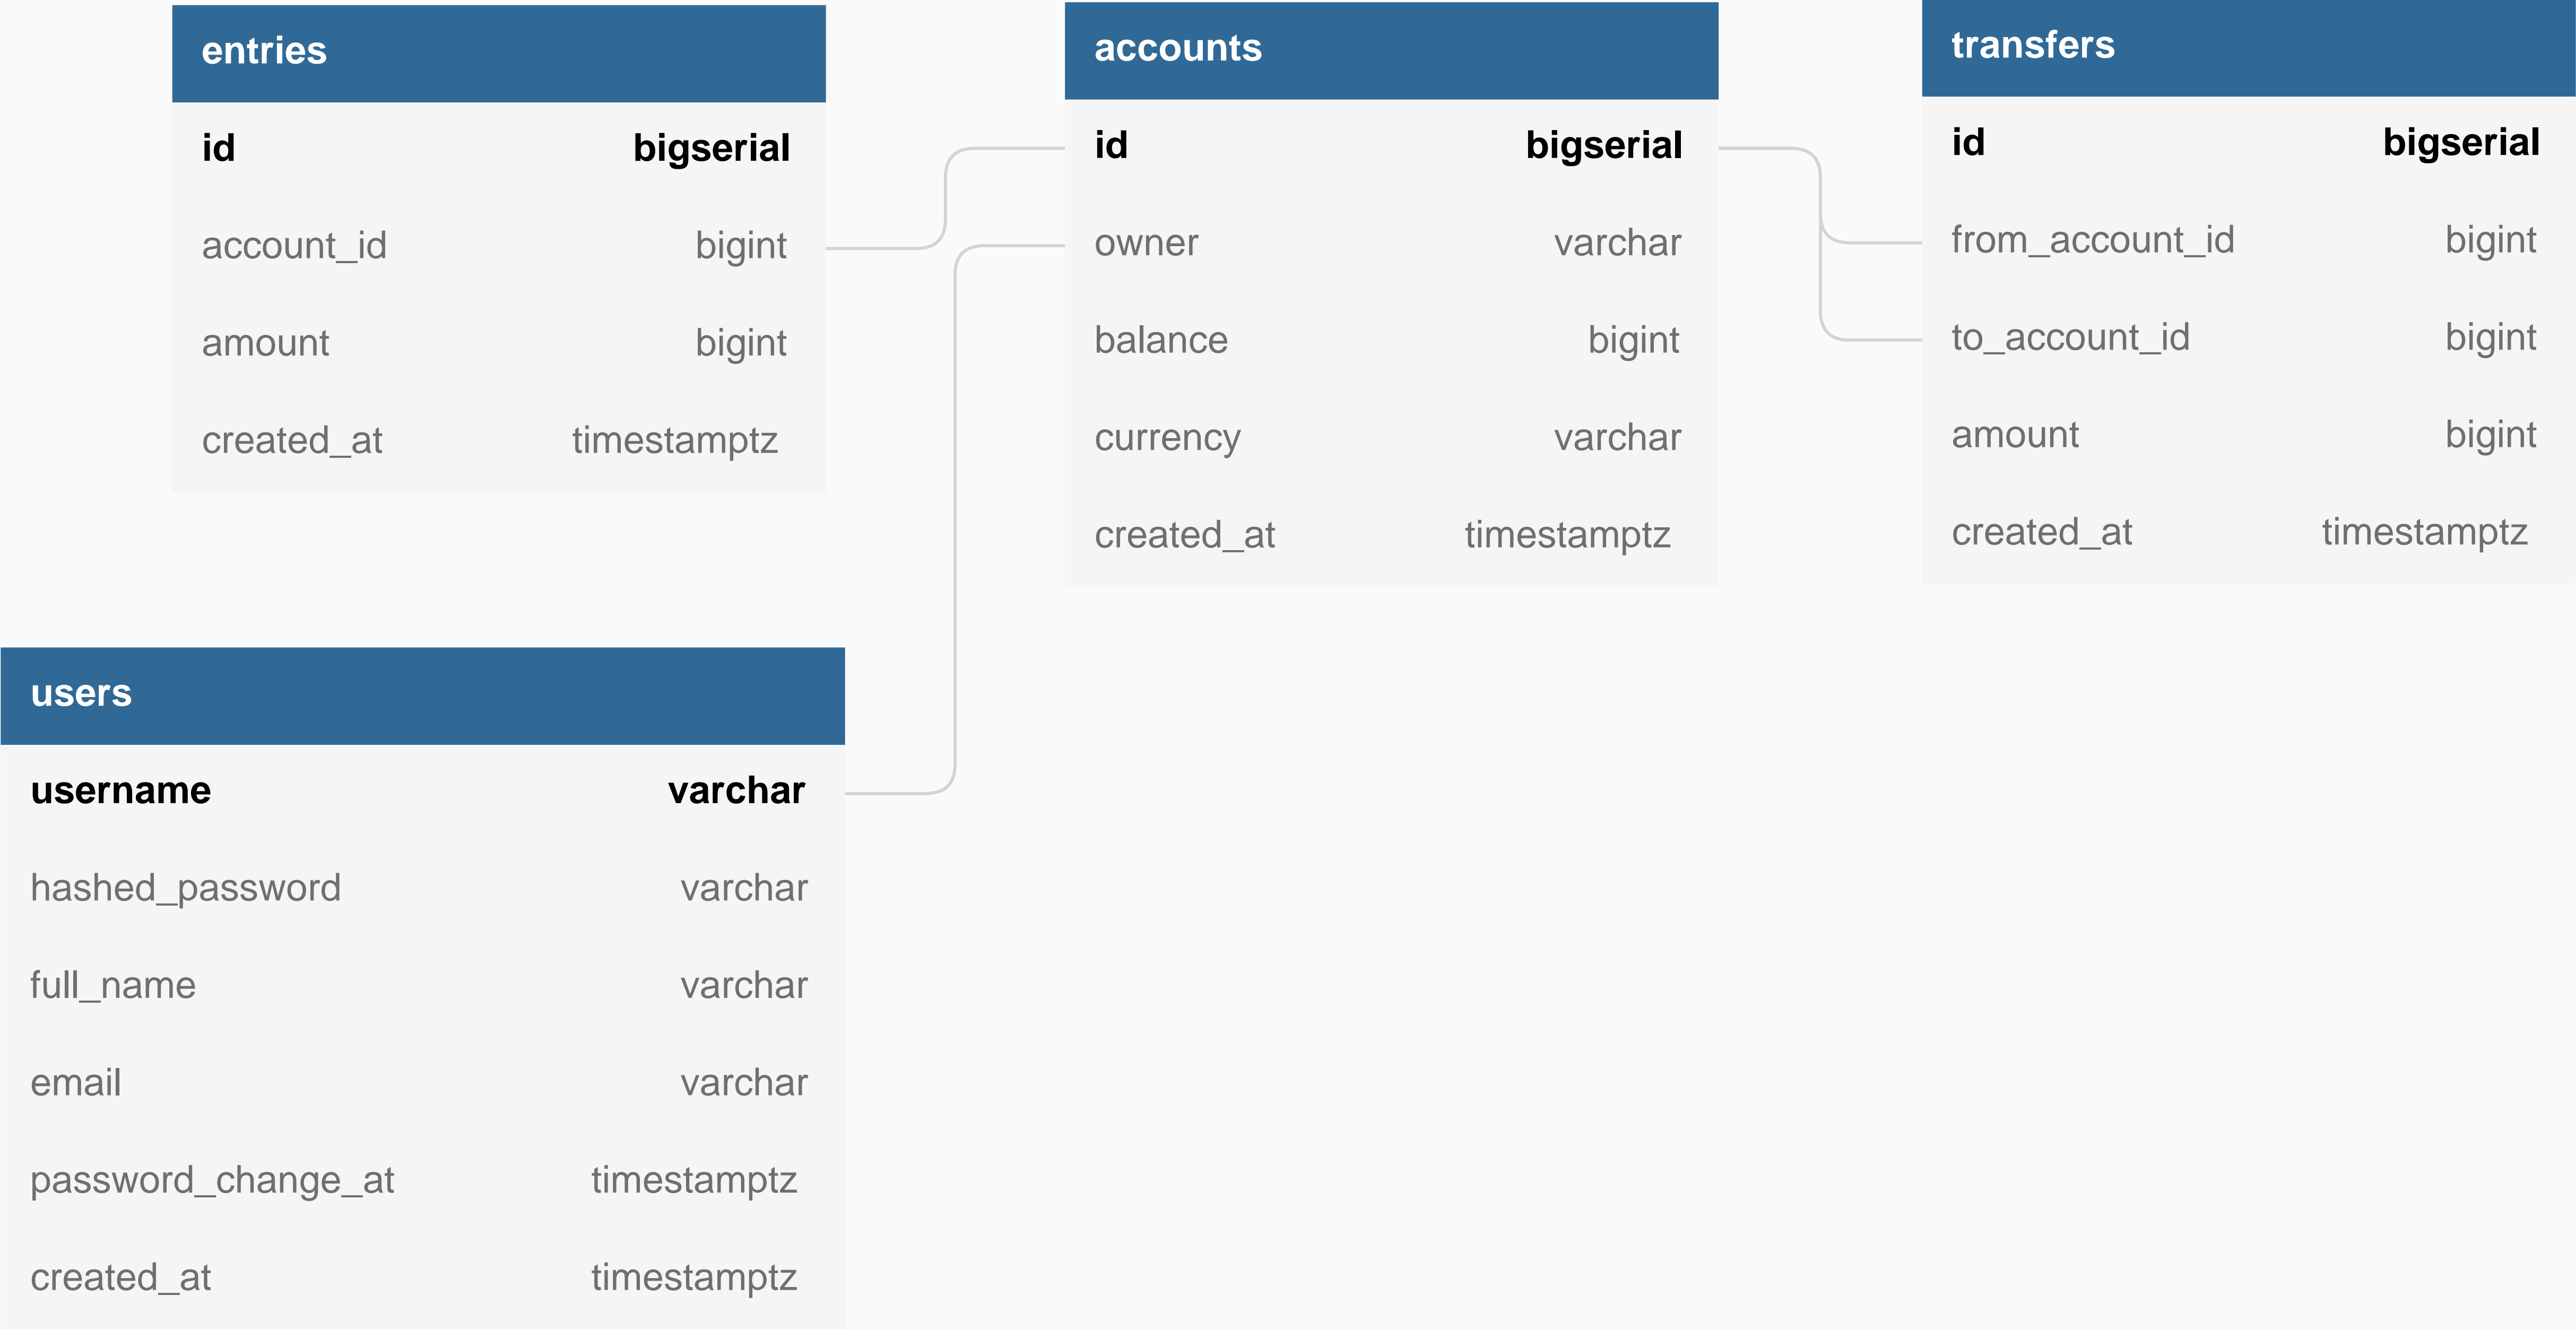 entries
id bigserial
account_id bigint
amount bigint
created_at timestamptz
accounts
id bigserial
owner varchar
balance bigint
currency varchar
created_at timestamptz
transfers
id bigserial
from_account_id bigint
to_account_id bigint
amount bigint
created_at timestamptz
users
username varchar
hashed_password varchar
full_name varchar
email varchar
password_change_at timestamptz
created_at timestamptz